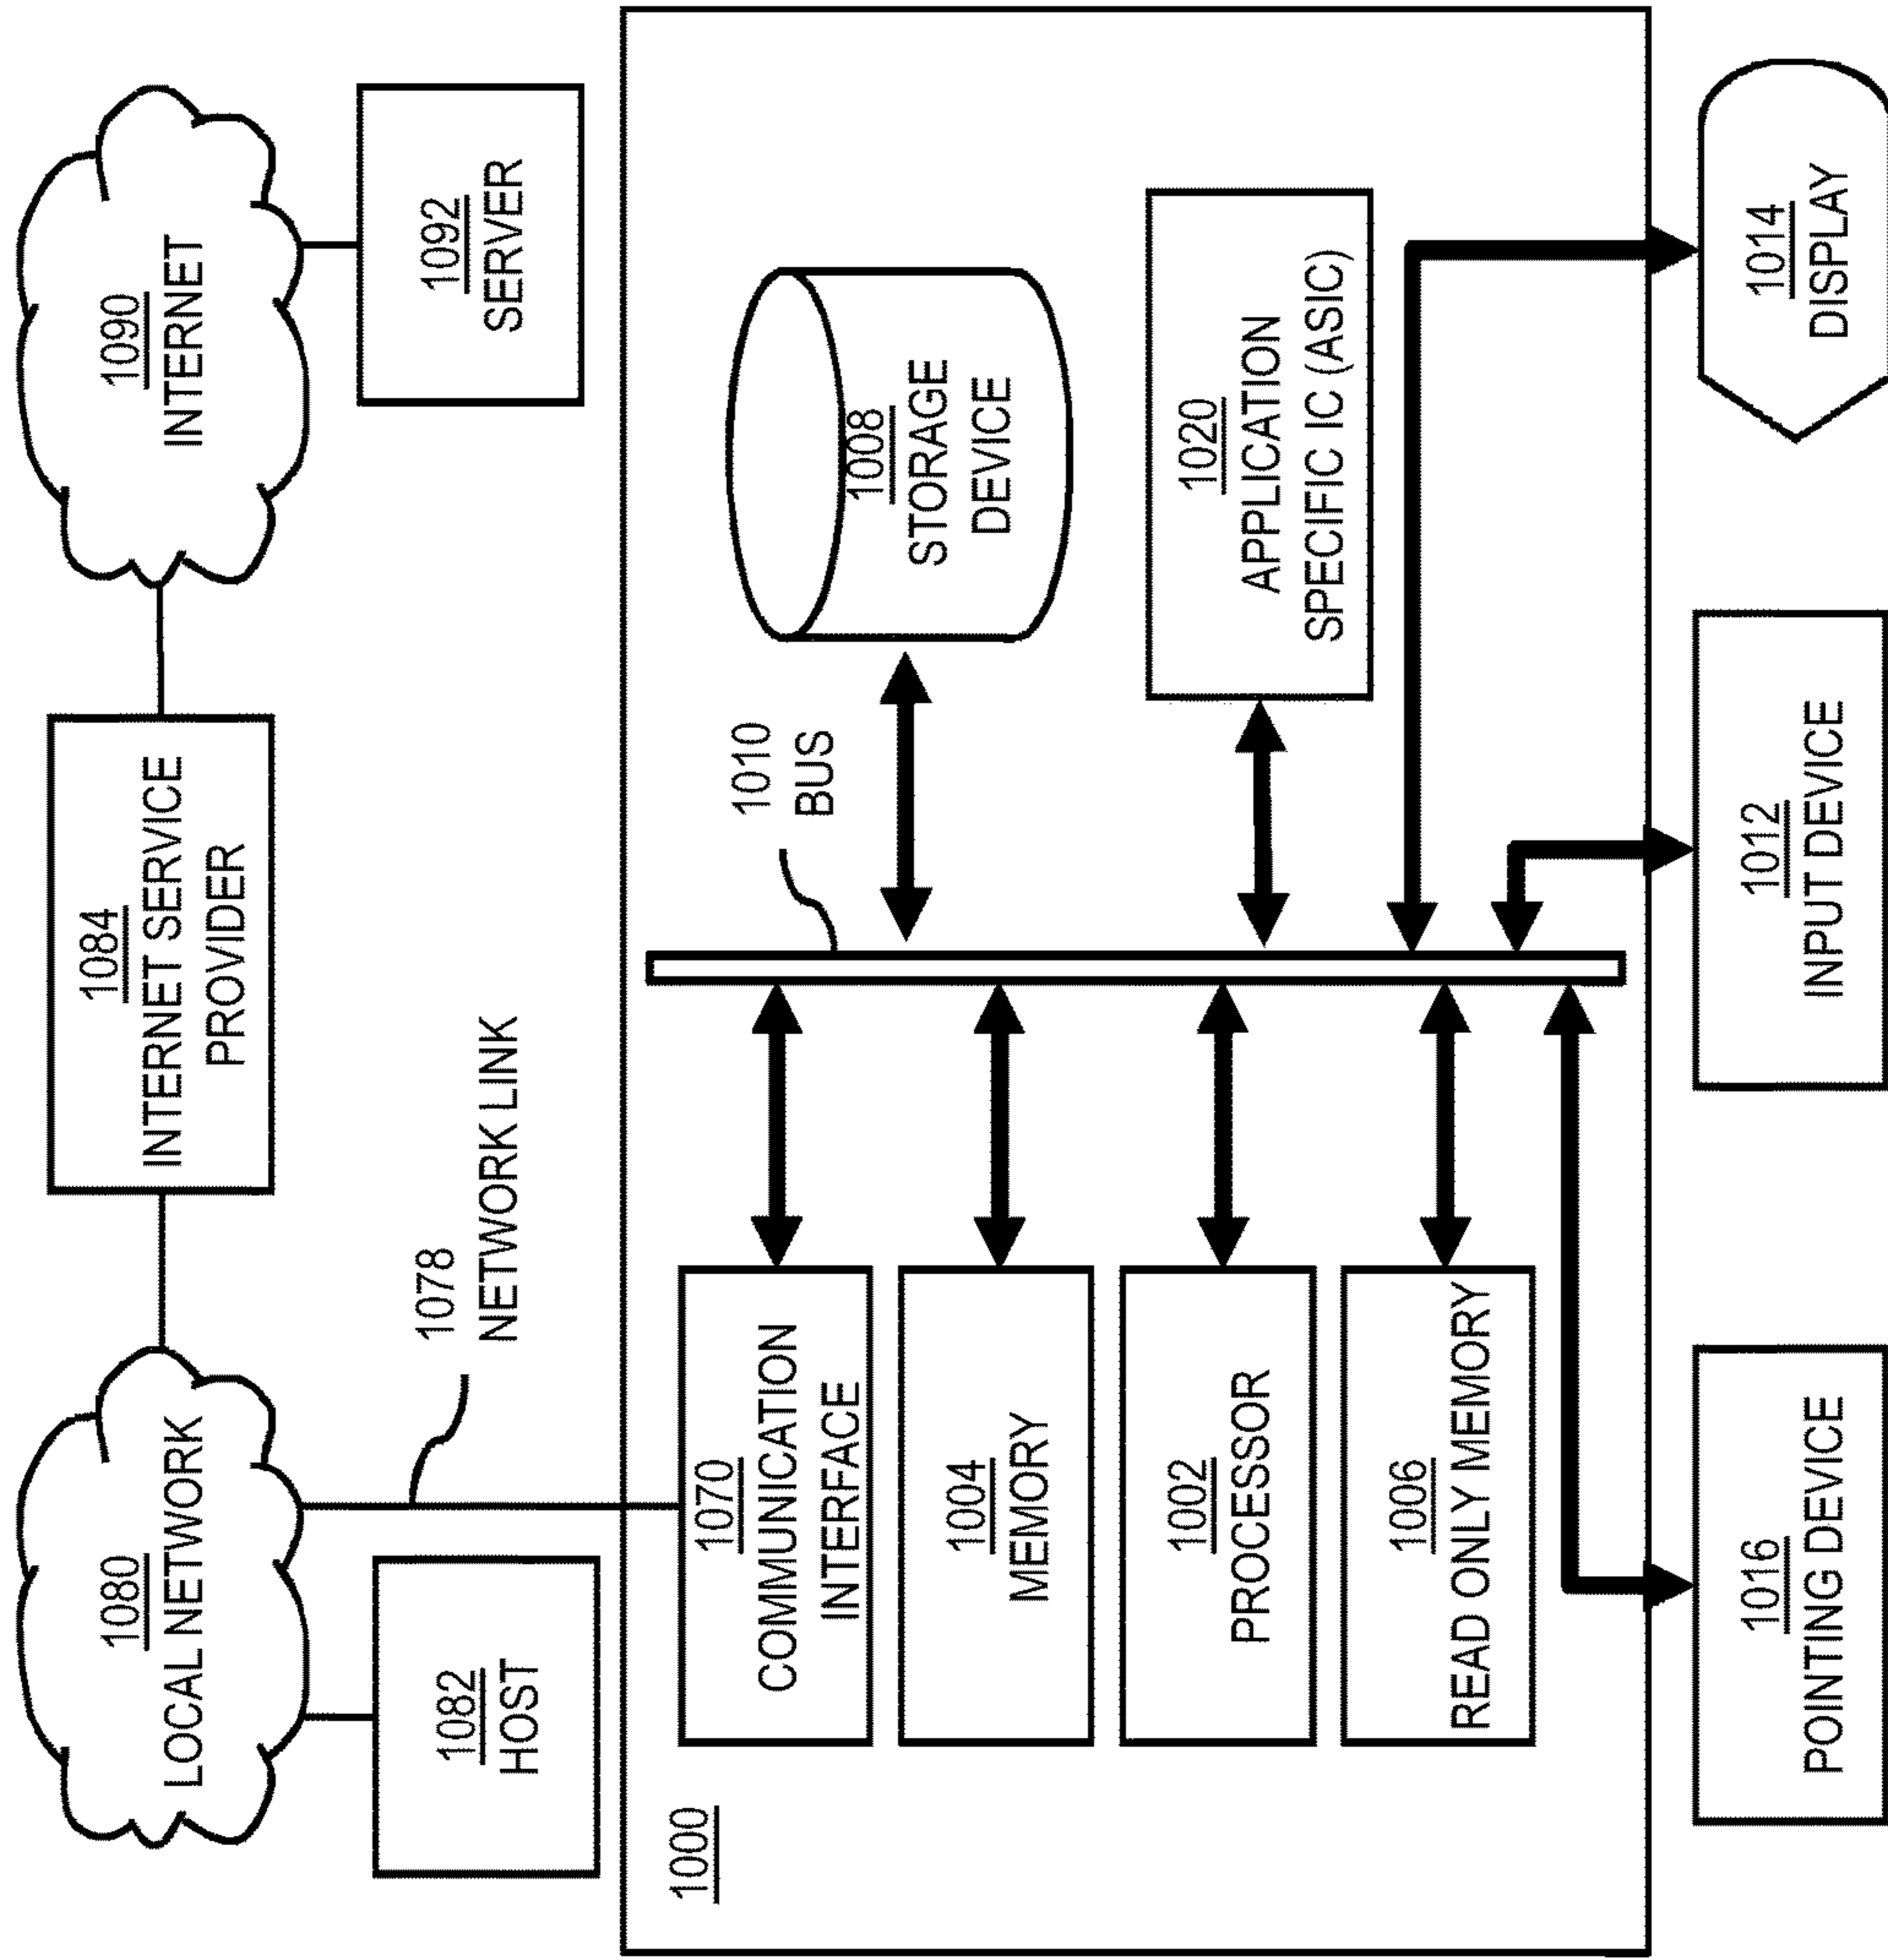 1080
LOCAL NETWORK
1084
INTERNET SERVICE
PROVIDER
1090
INTERNET
1082
HOST
1078
NETWORK LINK
1092
SERVER
1000
1070
COMMUNICATION
INTERFACE
1010
BUS
1008
STORAGE
DEVICE
1004
MEMORY
1002
PROCESSOR
1020
APPLICATION
SPECIFIC IC (ASIC)
1006
READ ONLY MEMORY
1016
POINTING DEVICE
1012
INPUT DEVICE
1014
DISPLAY